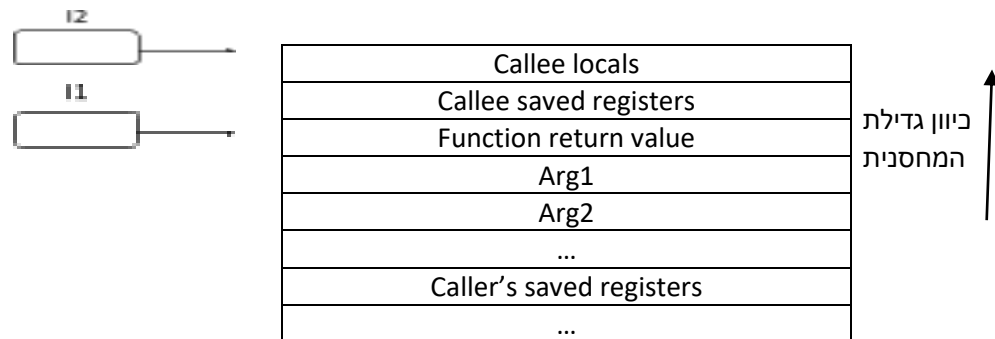 I2
I1
Callee locals
Callee saved registers
Function return value
Arg1
Arg2
…
Caller’s saved registers
…
כיוון גדילת
המחסנית